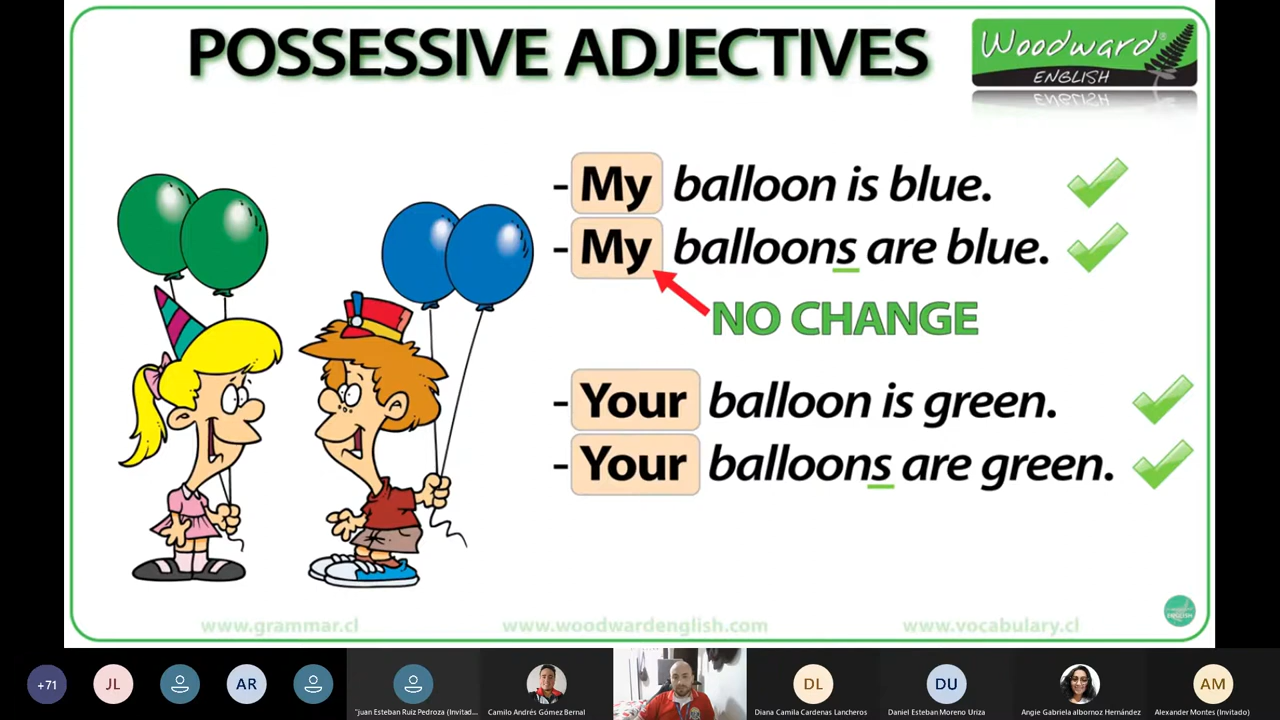 POSSESSIVE ADJECTIVES
Woodward®
ENGLISH
- My balloon is blue.
- My balloons are blue.
NO CHANGE
- Your balloon is green.
- Your balloons are green.
www.grammar.cl
www.woodwardenglish.com
www.vocabulary.cl
+71
JL
AR
DL
DU
AM
"Juan Esteban Ruiz Pedroza (Invitad...
Camilo Andrés Gómez Bernal
Diana Camila Cardenas Lancheros
Daniel Esteban Moreno Uriza
Angie Gabriela albornoz Hernández
Alexander Montes (Invitado)